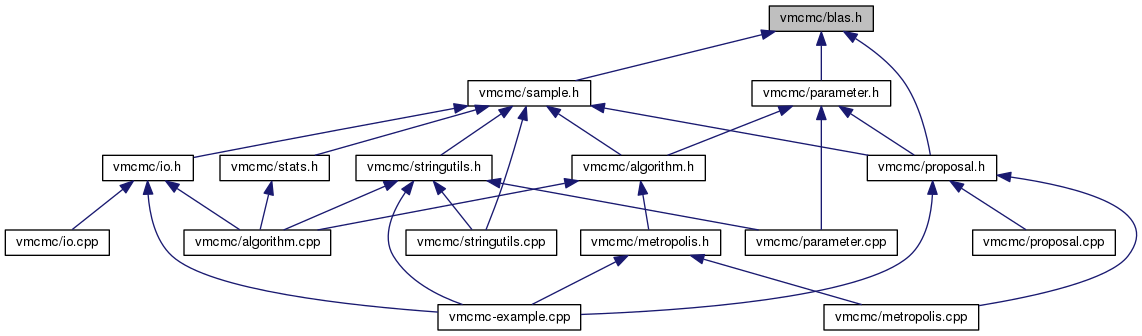 vmcmc/blas.h
vmcmc/sample.h
vmcmc/parameter.h
vmcmc/io.h
vmcmc/stats.h
vmcmc/stringutils.h
vmcmc/algorithm.h
vmcmc/proposal.h
vmcmc/io.cpp
vmcmc/algorithm.cpp
vmcmc/stringutils.cpp
vmcmc/metropolis.h
vmcmc/parameter.cpp
vmcmc/proposal.cpp
vmcmc-example.cpp
vmcmc/metropolis.cpp